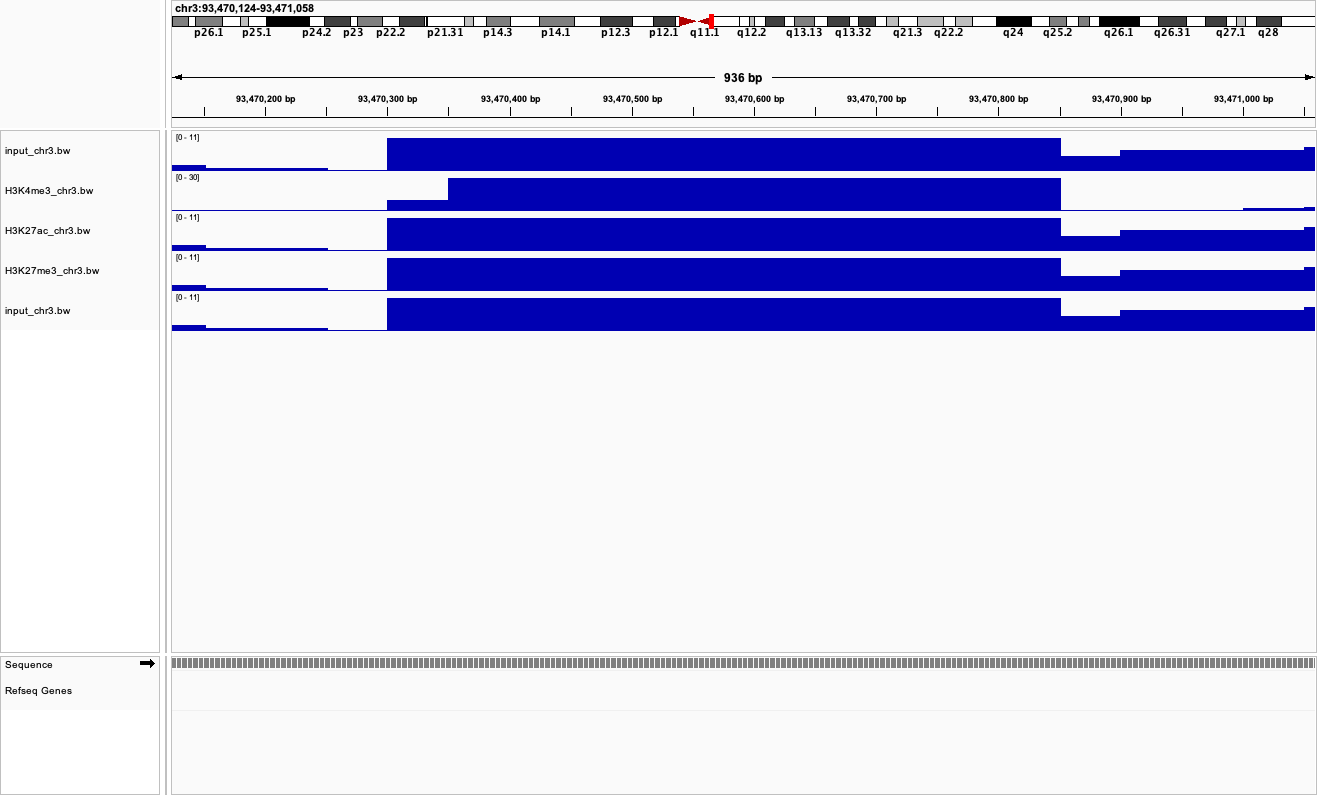 chr3:93,470,124-93,471,058
p26.1 p25.1 p24.2 p23 p22.2 p21.31 p14.3 p14.1 p12.3 p12.1 q11.1 q12.2 q13.13 q13.32 q21.3 q22.2 q24 q25.2 q26.1 q26.31 q27.1 q28
936 bp
93,470,200 bp 93,470,300 bp 93,470,400 bp 93,470,500 bp 93,470,600 bp 93,470,700 bp 93,470,800 bp 93,470,900 bp 93,471,000 bp
[0 - 11]
input_chr3.bw
[0 - 30]
H3K4me3_chr3.bw
[0 - 11]
H3K27ac_chr3.bw
[0 - 11]
H3K27me3_chr3.bw
[0 - 11]
input_chr3.bw
Sequence
Refseq Genes